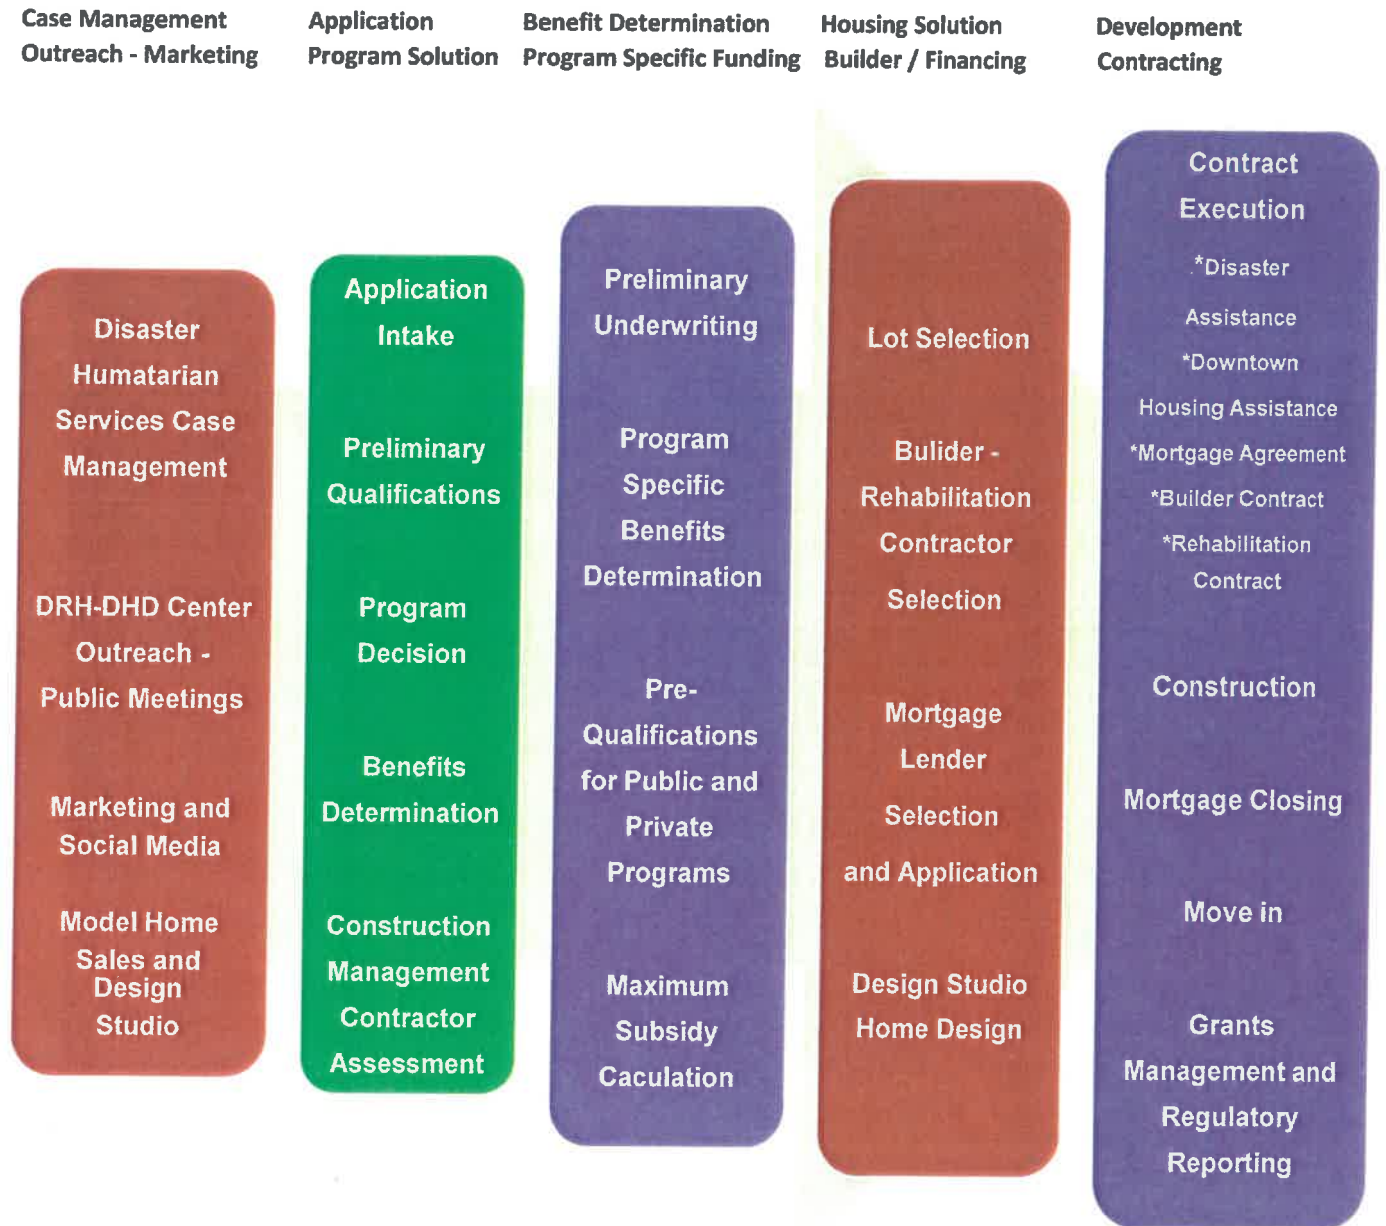 Case Management
Outreach - Marketing
Application
Program Solution
Benefit Determination
Program Specific Funding
Housing Solution
Builder / Financing
Development
Contracting
Disaster
Humatarian
Services Case
Management
DRH-DHD Center
Outreach -
Public Meetings
Marketing and
Social Media
Model Home
Sales and
Design
Studio
Application
Intake
Preliminary
Qualifications
Program
Decision
Benefits
Determination
Construction
Management
Contractor
Assessment
Preliminary
Underwriting
Program
Specific
Benefits
Determination
Pre-
Qualifications
for Public and
Private
Programs
Maximum
Subsidy
Caculation
Lot Selection
Bulider -
Rehabilitation
Contractor
Selection
Mortgage
Lender
Selection
and Application
Design Studio
Home Design
Contract
Execution
.*Disaster
Assistance
*Downtown
Housing Assistance
*Mortgage Agreement
*Builder Contract
*Rehabilitation
Contract
Construction
Mortgage Closing
Move in
Grants
Management and
Regulatory
Reporting